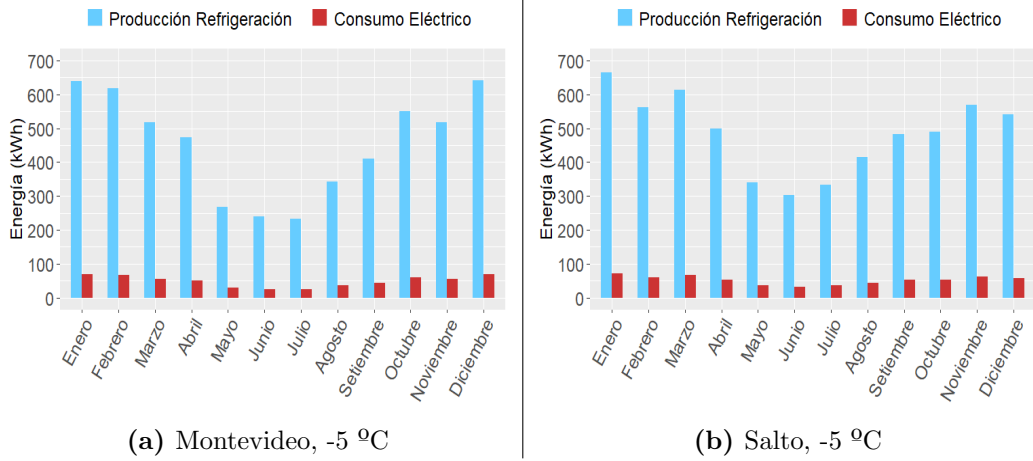 Producción Refrigeración Consumo Eléctrico
Energía (kWh)
700
600
500
400
300
200
100
0
Enero
Febrero
Marzo
Abril
Mayo
Junio
Julio
Agosto
Setiembre
Octubre
Noviembre
Diciembre
(a) Montevideo, -5 ºC
Producción Refrigeración Consumo Eléctrico
Energía (kWh)
700
600
500
400
300
200
100
0
Enero
Febrero
Marzo
Abril
Mayo
Junio
Julio
Agosto
Setiembre
Octubre
Noviembre
Diciembre
(b) Salto, -5 ºC